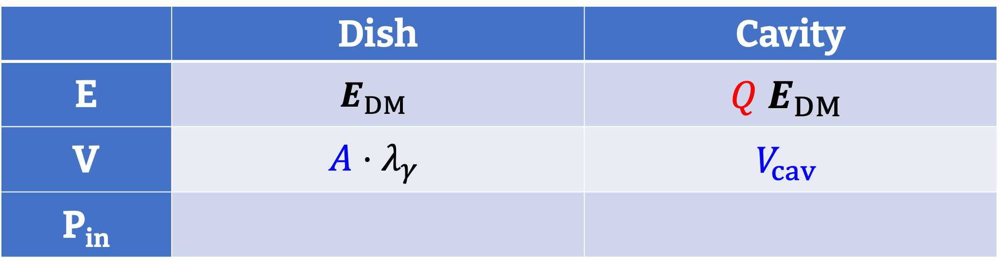 Dish Cavity
E E_DM Q E_DM
V A · λ_γ V_cav
P_in